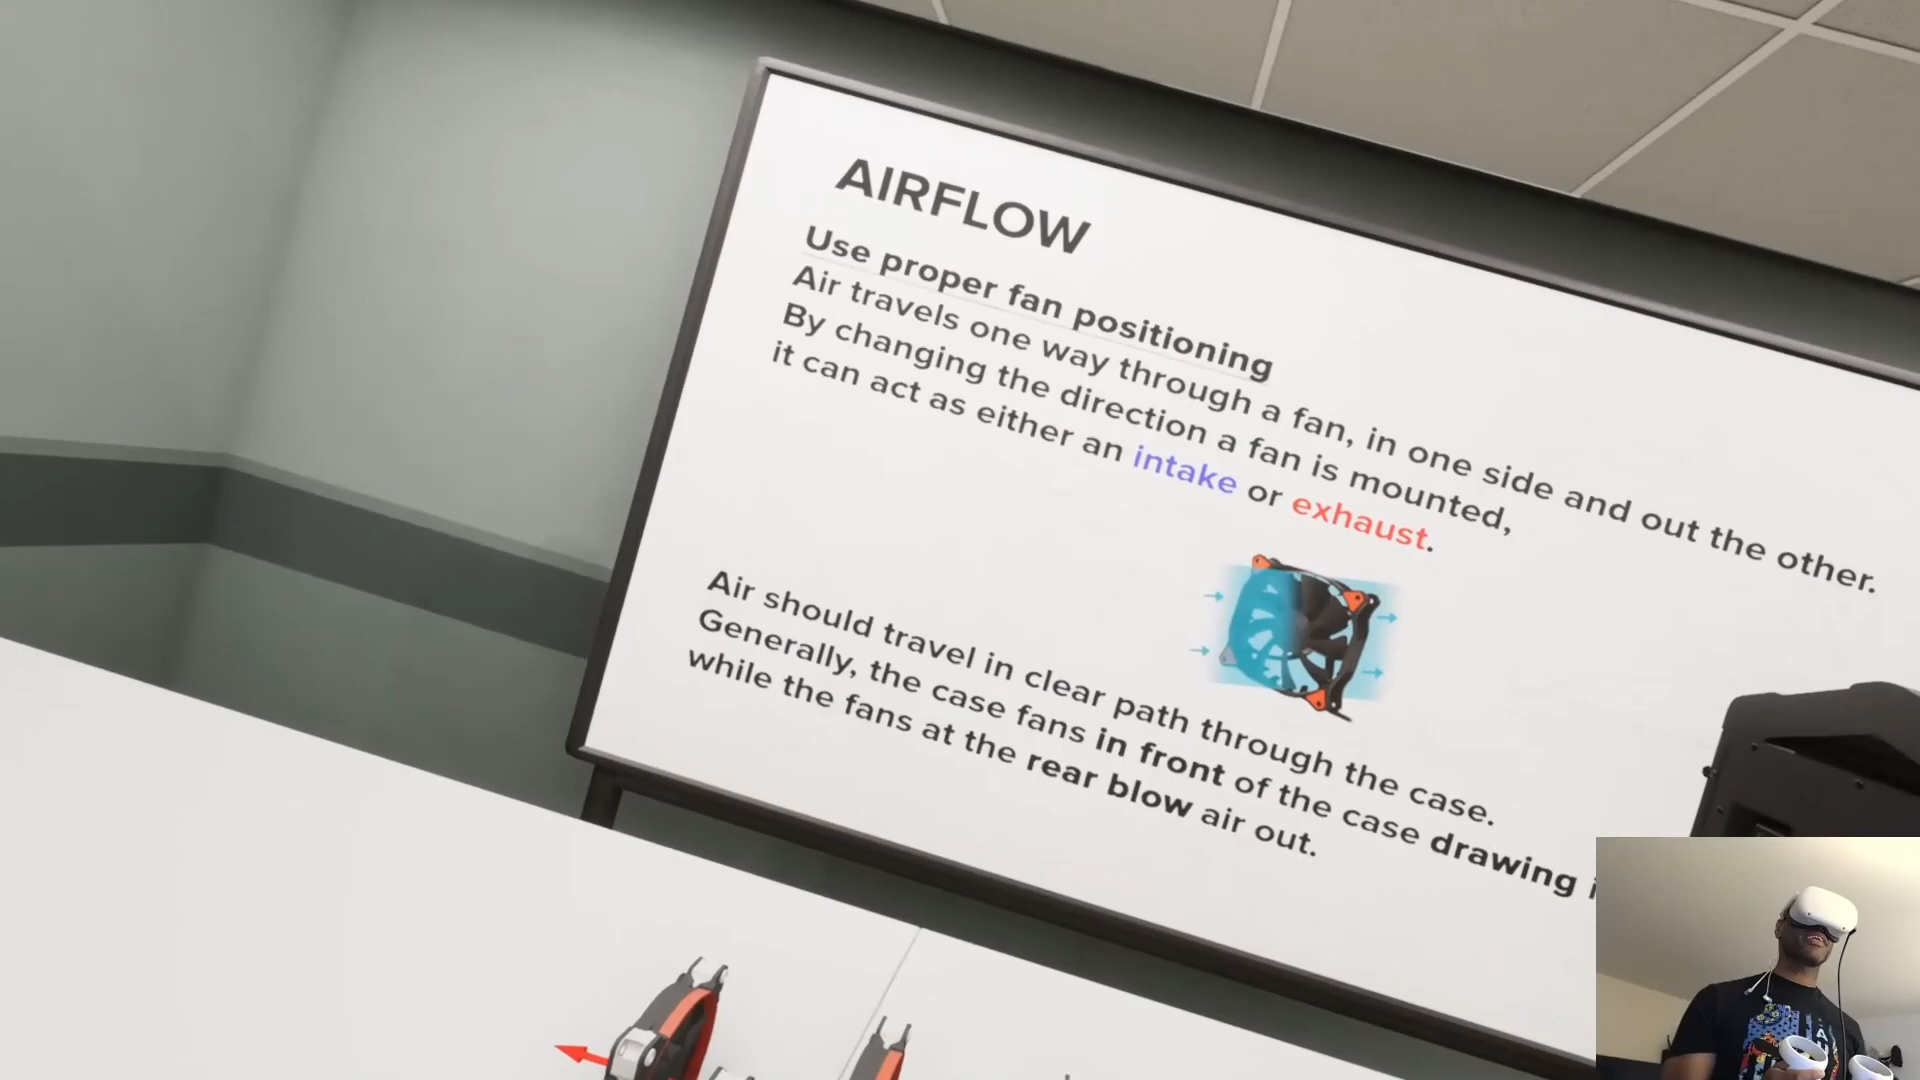 AIRFLOW
Use proper fan positioning
Air travels one way through a fan, in one side and out the other.
By changing the direction a fan is mounted,
it can act as either an intake or exhaust.
Air should travel in clear path through the case.
Generally, the case fans in front of the case drawing
while the fans at the rear blow air out.